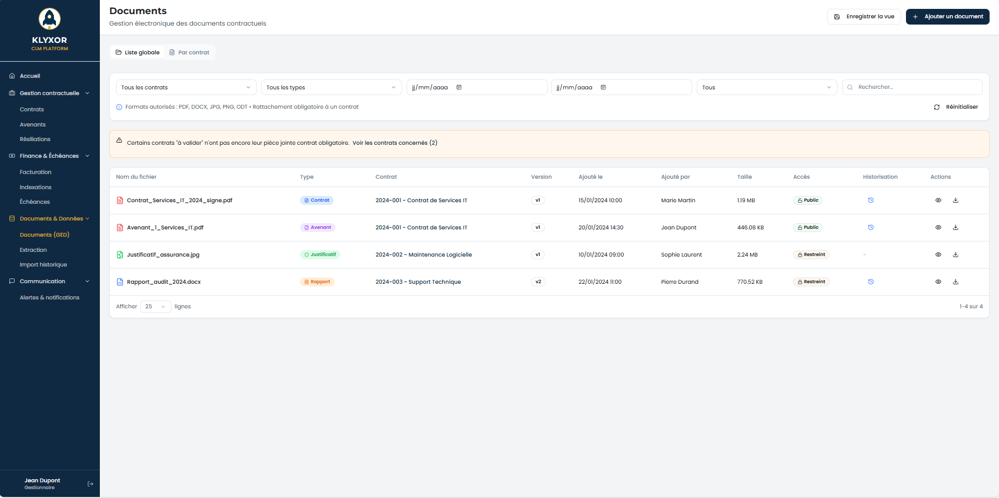 KLYXOR
CLM PLATFORM
Accueil
Gestion contractuelle
Contrats
Avenants
Résiliations
Finance & Échéances
Facturation
Indexations
Échéances
Documents & Données
Documents (GED)
Extraction
Import historique
Communication
Alertes & notifications
Jean Dupont
Gestionnaire
Documents
Gestion électronique des documents contractuels
Enregistrer la vue
Ajouter un document
Liste globale Par contrat
Tous les contrats Tous les types jj/mm/aaaa jj/mm/aaaa Tous Rechercher...
Formats autorisés : PDF, DOCX, JPG, PNG, ODT • Rattachement obligatoire à un contrat Réinitialiser
Certains contrats "à valider" n'ont pas encore leur pièce jointe contrat obligatoire. Voir les contrats concernés (2)
Nom du fichier Type Contrat Version Ajouté le Ajouté par Taille Accès Historisation Actions
Contrat_Services_IT_2024_signe.pdf Contrat 2024-001 - Contrat de Services IT v1 15/01/2024 10:00 Marie Martin 1.19 MB Public
Avenant_1_Services_IT.pdf Avenant 2024-001 - Contrat de Services IT v1 20/01/2024 14:30 Jean Dupont 446.08 KB Public
Justificatif_assurance.jpg Justificatif 2024-002 - Maintenance Logicielle v1 10/01/2024 09:00 Sophie Laurent 2.24 MB Restreint -
Rapport_audit_2024.docx Rapport 2024-003 - Support Technique v2 22/01/2024 11:00 Pierre Durand 770.52 KB Restreint
Afficher 25 lignes 1-4 sur 4